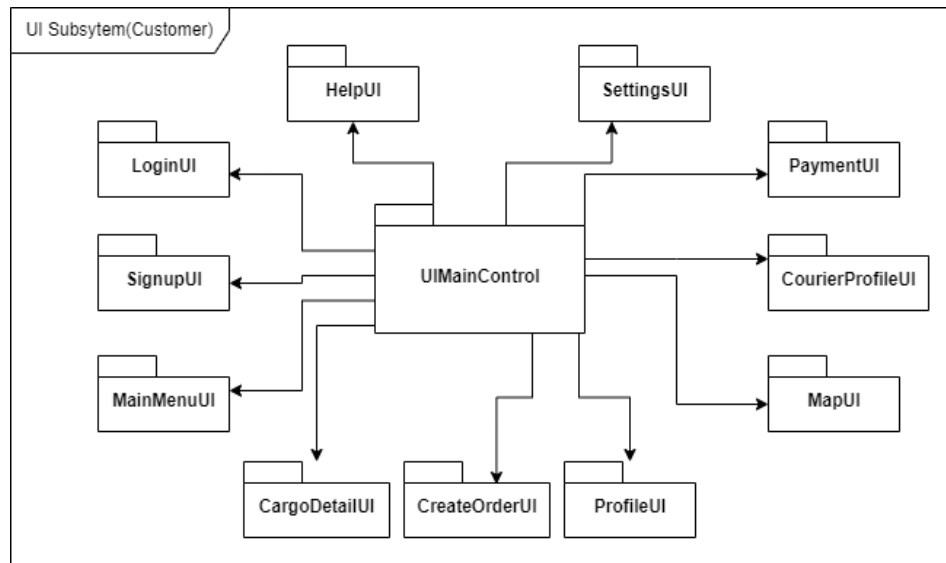 UI Subsytem(Customer)
HelpUI
SettingsUI
LoginUI
PaymentUI
SignupUI
UIMainControl
CourierProfileUI
MainMenuUI
MapUI
CargoDetailUI
CreateOrderUI
ProfileUI